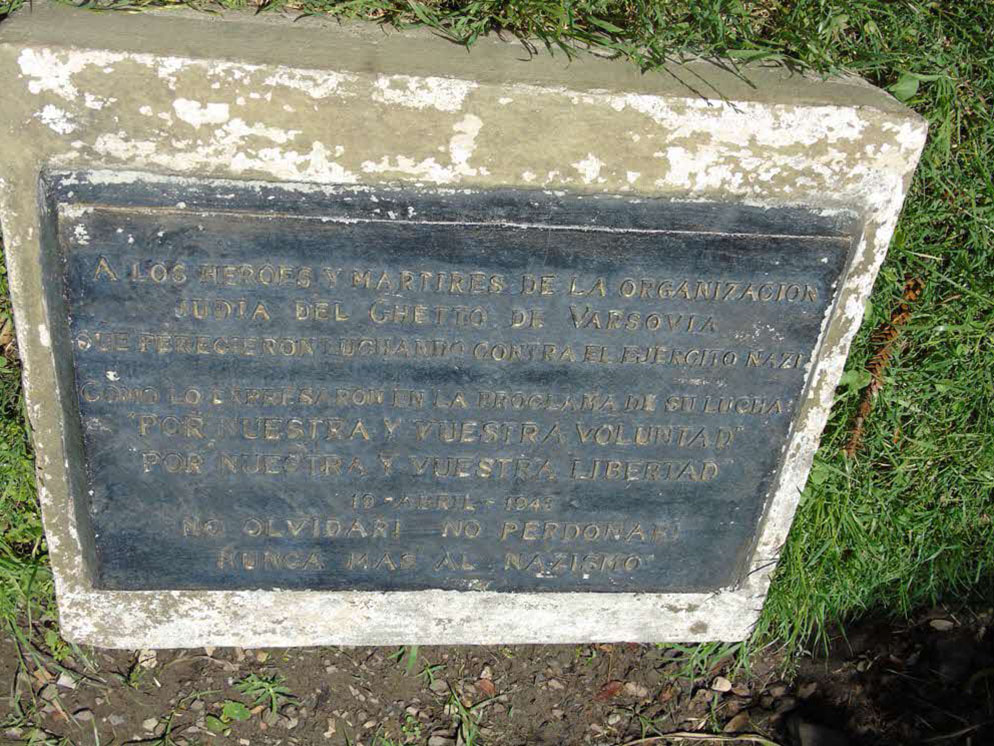 A LOS HEROES Y MARTIRES DE LA ORGANIZACION
JUDIA DEL GHETTO DE VARSOVIA
QUE PERECIERON LUCHANDO CONTRA EL EJERCITO NAZI
COMO LO EXPRESARON EN LA PROCLAMA DE SU LUCHA:
"POR NUESTRA Y VUESTRA VOLUNTAD"
"POR NUESTRA Y VUESTRA LIBERTAD"
ABRIL - 1943
NO OLVIDAR! NO PERDONAR!
NUNCA MAS AL NAZISMO